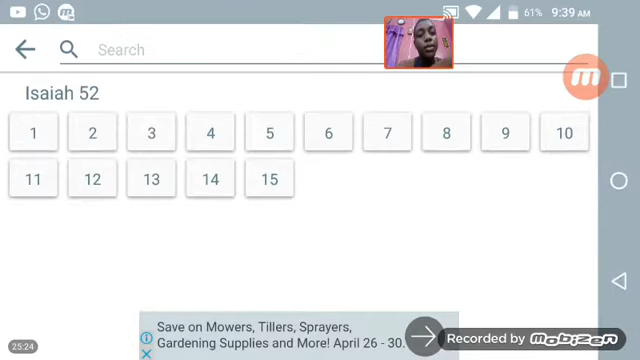 61% 9:39 AM
Search
Isaiah 52
1 2 3 4 5 6 7 8 9 10
11 12 13 14 15
Save on Mowers, Tillers, Sprayers,
Gardening Supplies and More! April 26 - 30.
Recorded by mobizen
25:24